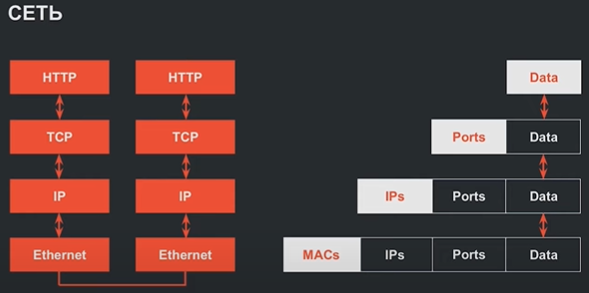 СЕТЬ
HTTP HTTP Data
TCP TCP Ports Data
IP IP IPs Ports Data
Ethernet Ethernet MACs IPs Ports Data